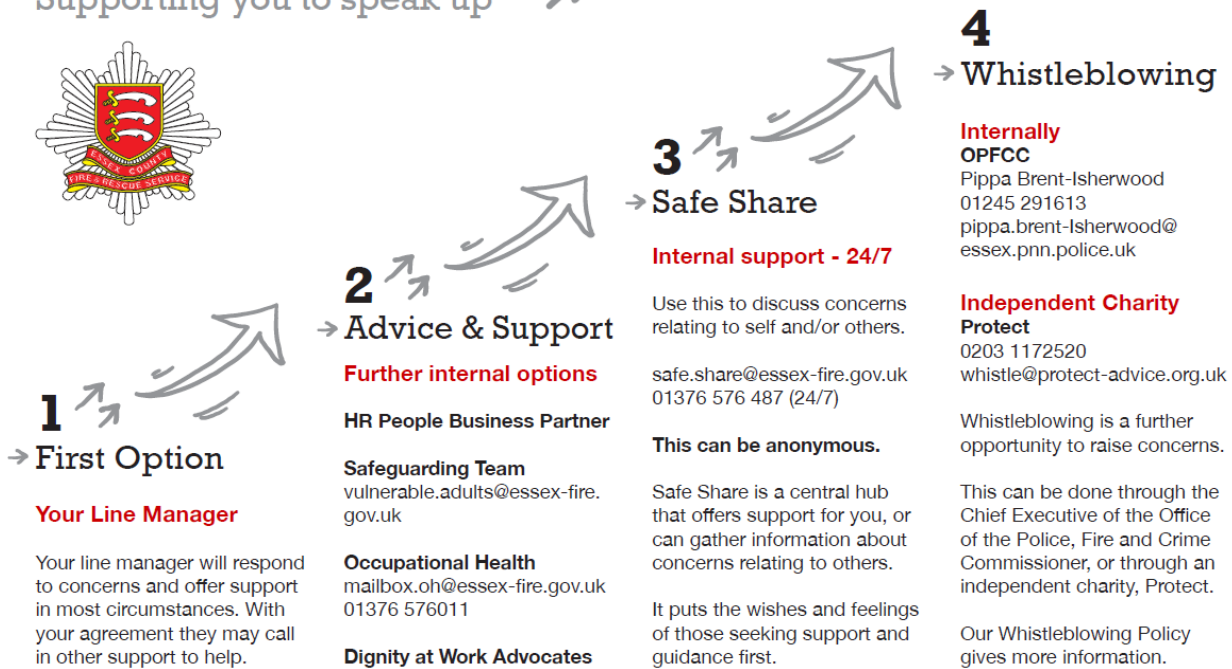 Supporting you to speak up
ESSEX COUNTY
FIRE & RESCUE SERVICE
1
First Option
Your Line Manager
Your line manager will respond
to concerns and offer support
in most circumstances. With
your agreement they may call
in other support to help.
2
Advice & Support
Further internal options
HR People Business Partner
Safeguarding Team
vulnerable.adults@essex-fire.
gov.uk
Occupational Health
mailbox.oh@essex-fire.gov.uk
01376 576011
Dignity at Work Advocates
3
Safe Share
Internal support - 24/7
Use this to discuss concerns
relating to self and/or others.
safe.share@essex-fire.gov.uk
01376 576 487 (24/7)
This can be anonymous.
Safe Share is a central hub
that offers support for you, or
can gather information about
concerns relating to others.
It puts the wishes and feelings
of those seeking support and
guidance first.
4
Whistleblowing
Internally
OPFCC
Pippa Brent-Isherwood
01245 291613
pippa.brent-Isherwood@
essex.pnn.police.uk
Independent Charity
Protect
0203 1172520
whistle@protect-advice.org.uk
Whistleblowing is a further
opportunity to raise concerns.
This can be done through the
Chief Executive of the Office
of the Police, Fire and Crime
Commissioner, or through an
independent charity, Protect.
Our Whistleblowing Policy
gives more information.